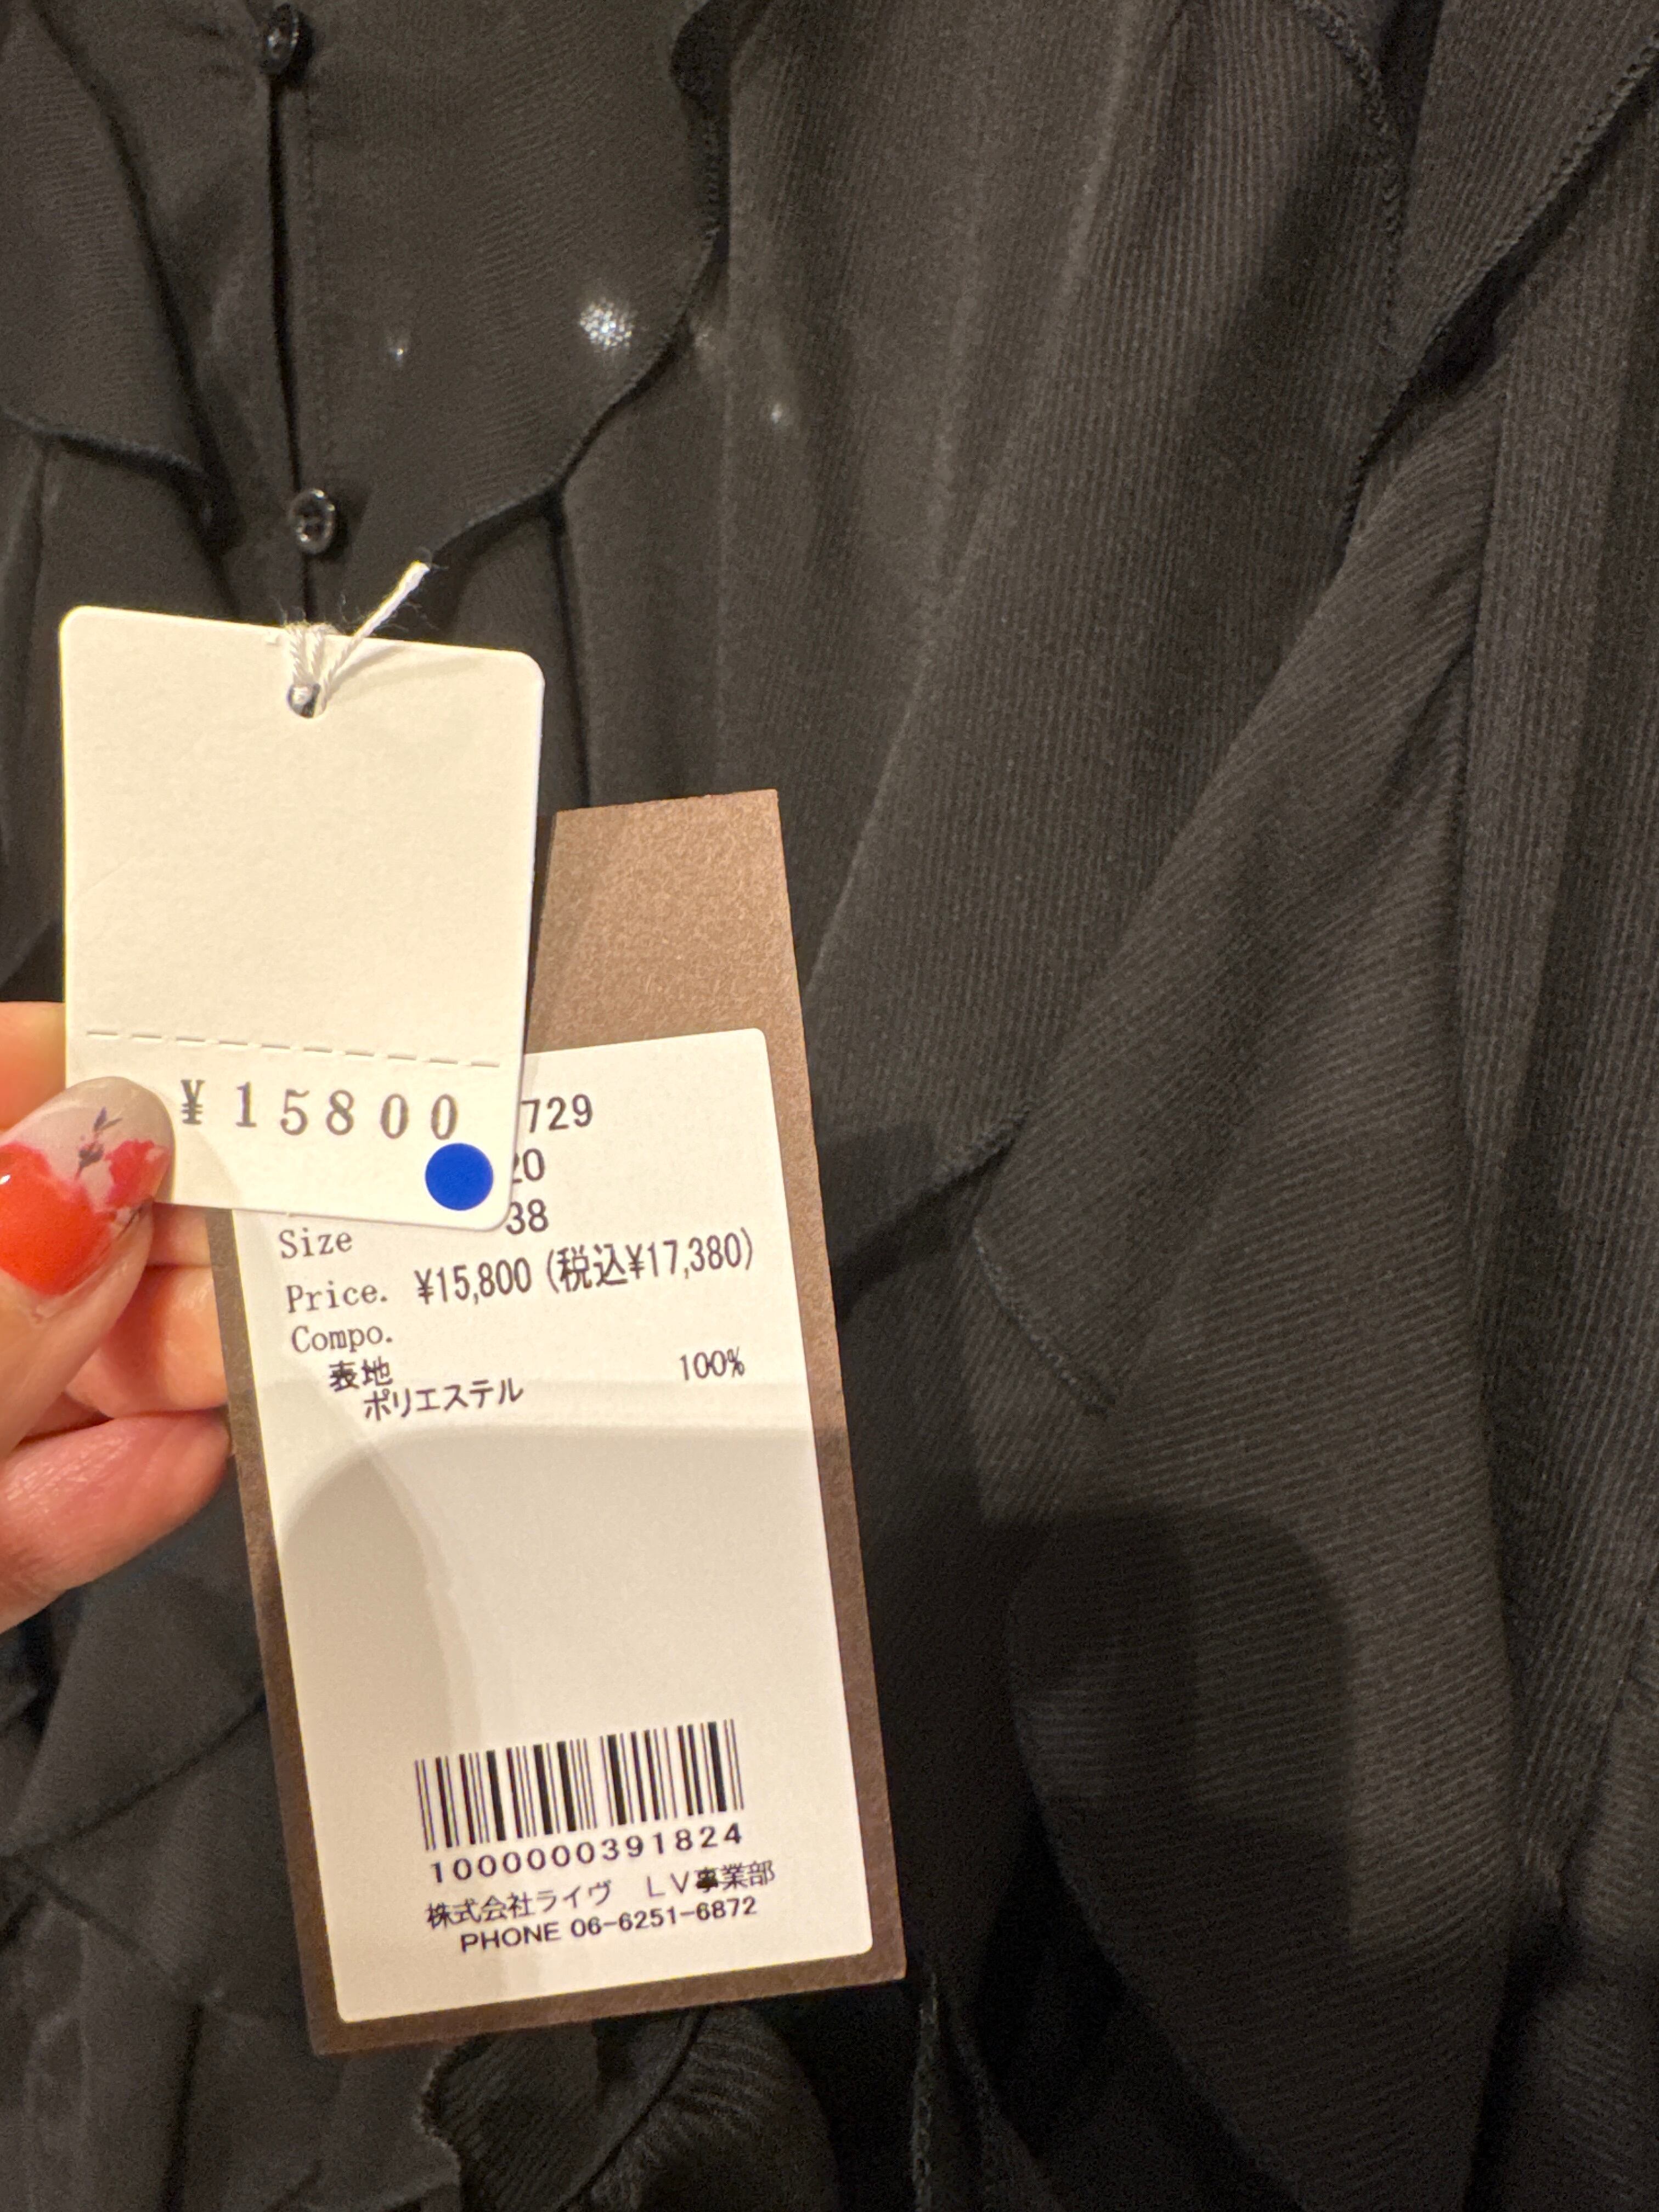 ¥15800
729
20
Size 38
Price. ¥15,800 (税込¥17,380)
Compo.
表地
ポリエステル 100%
1000000391824
株式会社ライヴ LV事業部
PHONE 06-6251-6872